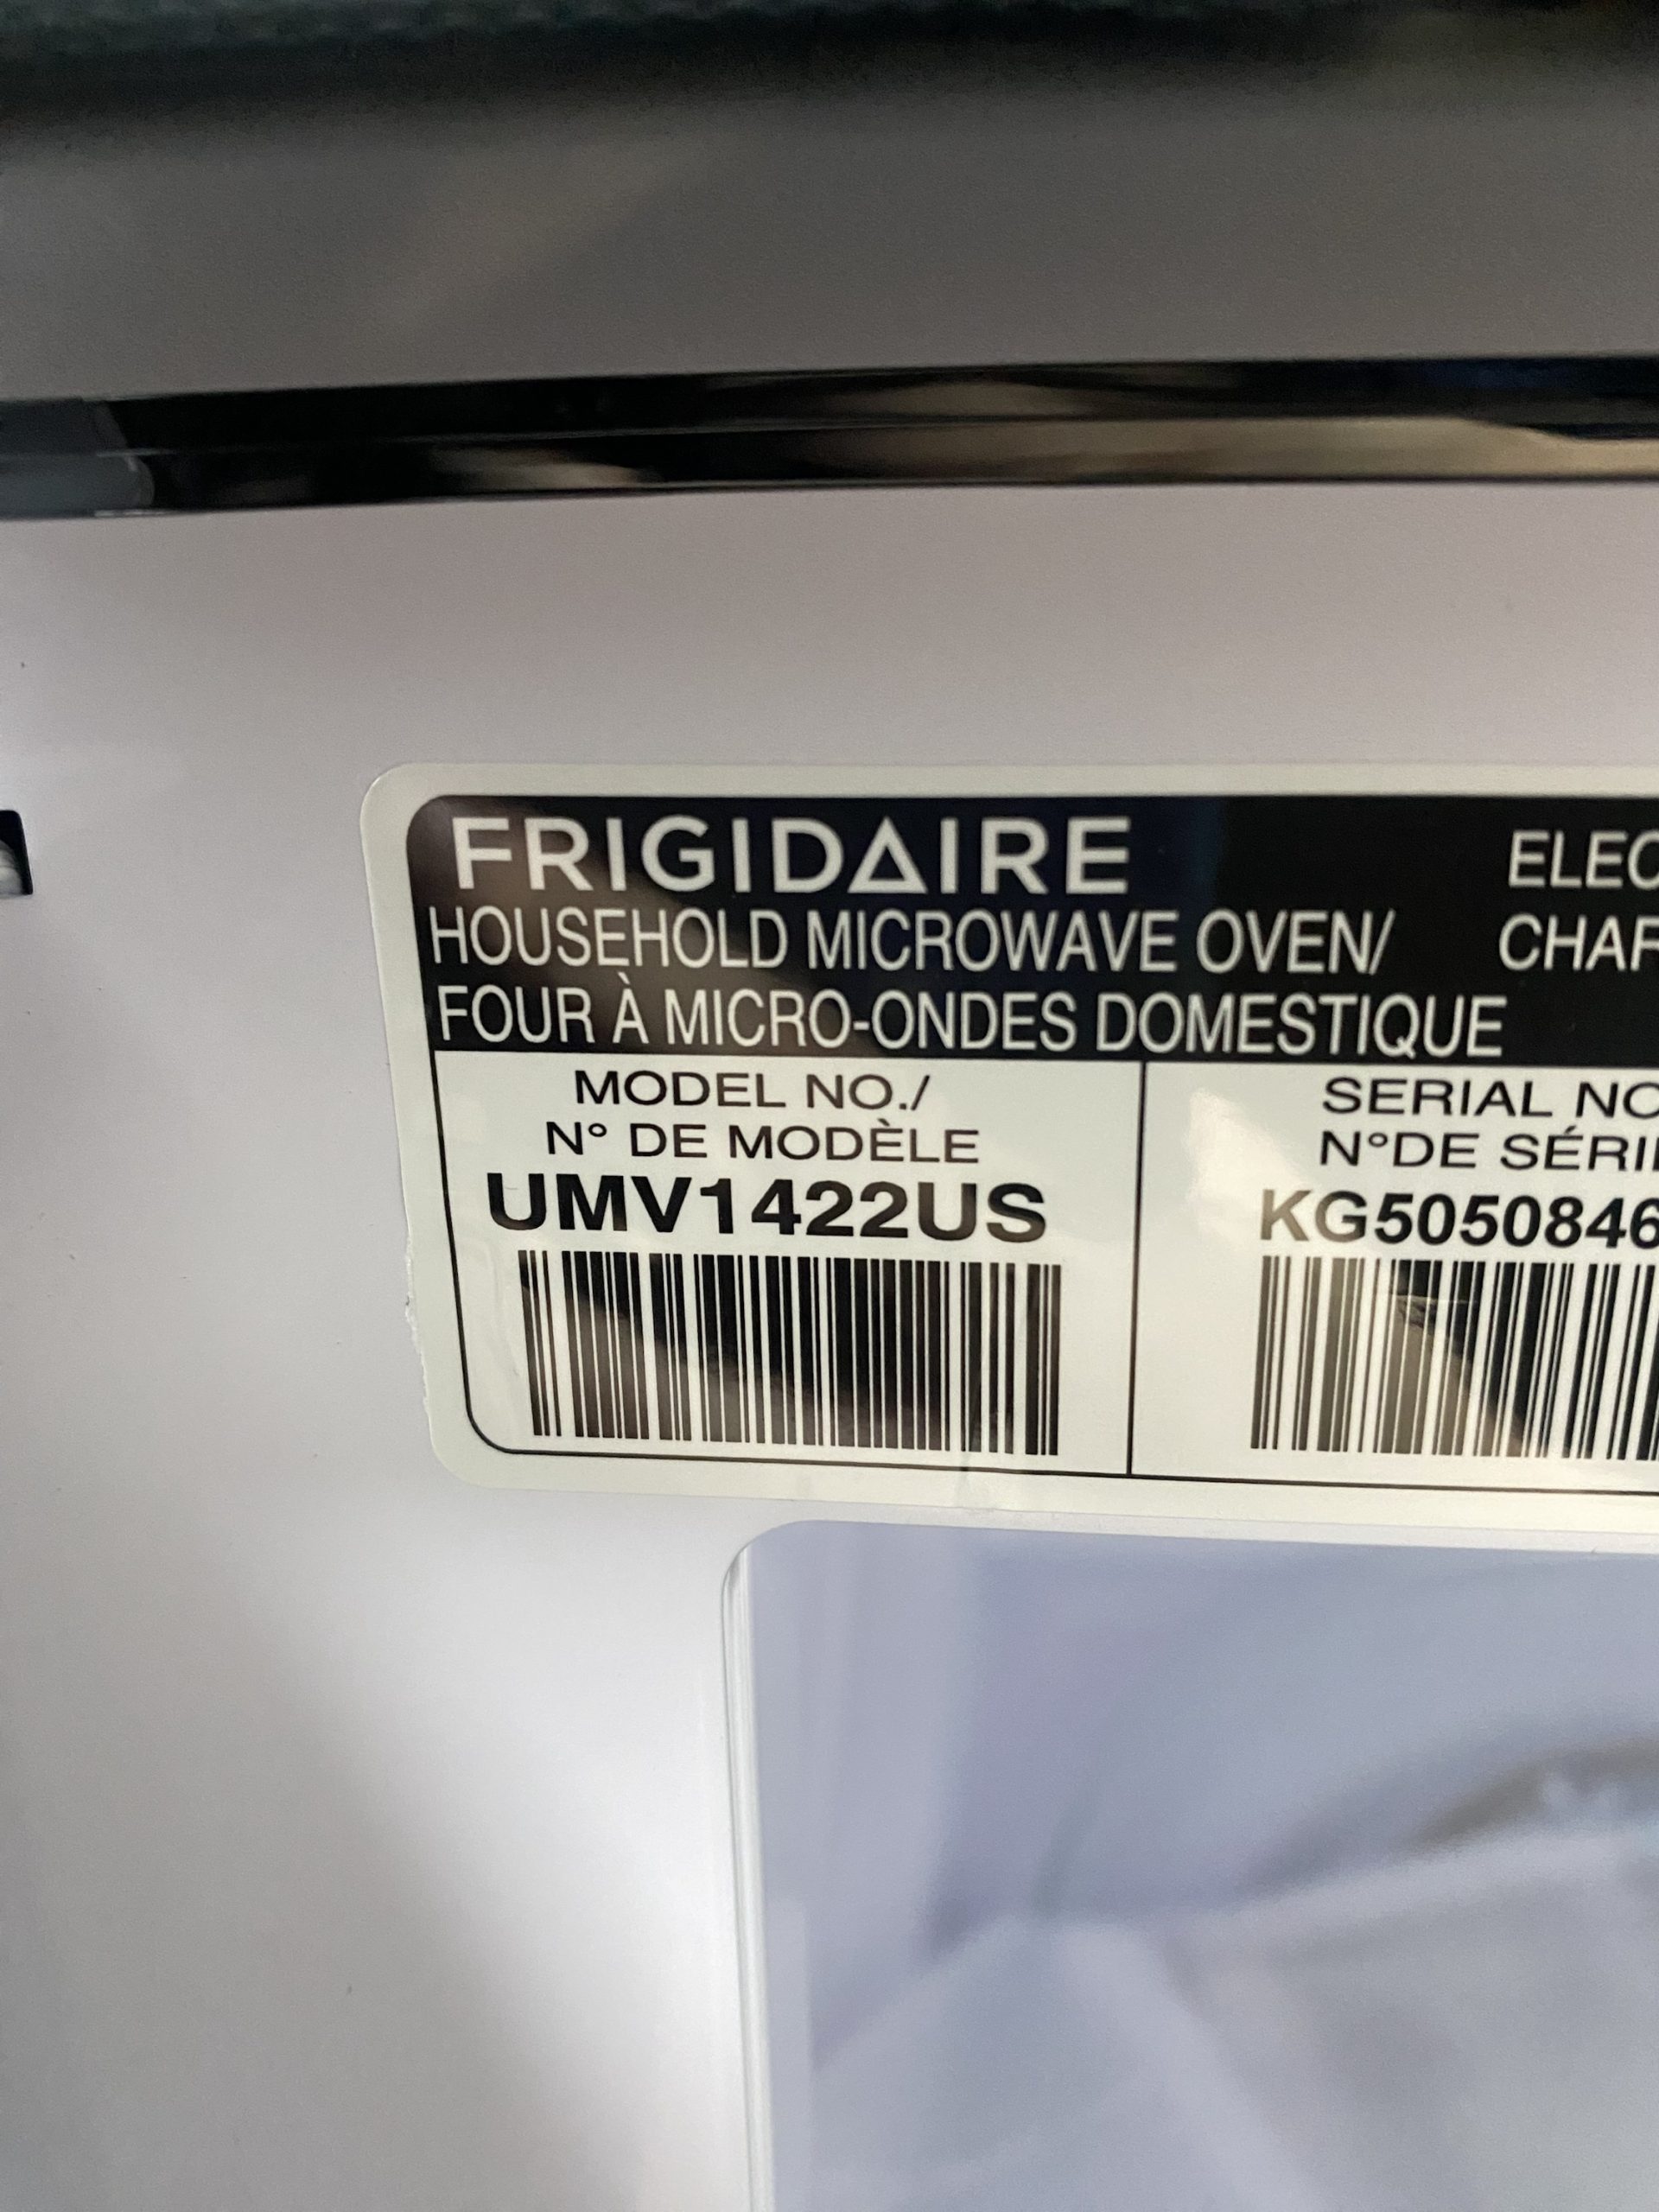 FRIGIDAIRE
HOUSEHOLD MICROWAVE OVEN/
FOUR À MICRO-ONDES DOMESTIQUE
ELEC
CHAR
MODEL NO./
N° DE MODÈLE
UMV1422US
SERIAL NO
N°DE SÉRI
KG5050846